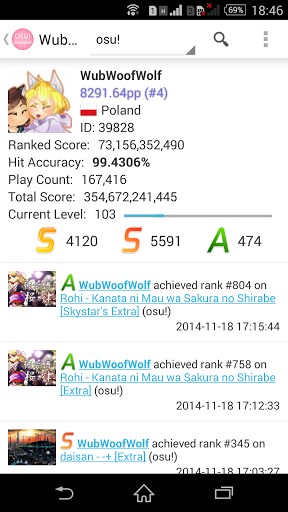 69% 18:46
Wub... osu!
WubWoofWolf
8291.64pp (#4)
Poland
ID: 39828
Ranked Score: 73,156,352,490
Hit Accuracy: 99.4306%
Play Count: 167,416
Total Score: 354,672,241,445
Current Level: 103
S 4120 S 5591 A 474
A WubWoofWolf achieved rank #804 on
Rohi - Kanata ni Mau wa Sakura no Shirabe
[Skystar's Extra] (osu!)
2014-11-18 17:15:44
A WubWoofWolf achieved rank #758 on
Rohi - Kanata ni Mau wa Sakura no Shirabe
[Extra] (osu!)
2014-11-18 17:12:33
S WubWoofWolf achieved rank #345 on
daisan - -+ [Extra] (osu!)
2014-11-18 17:03:27